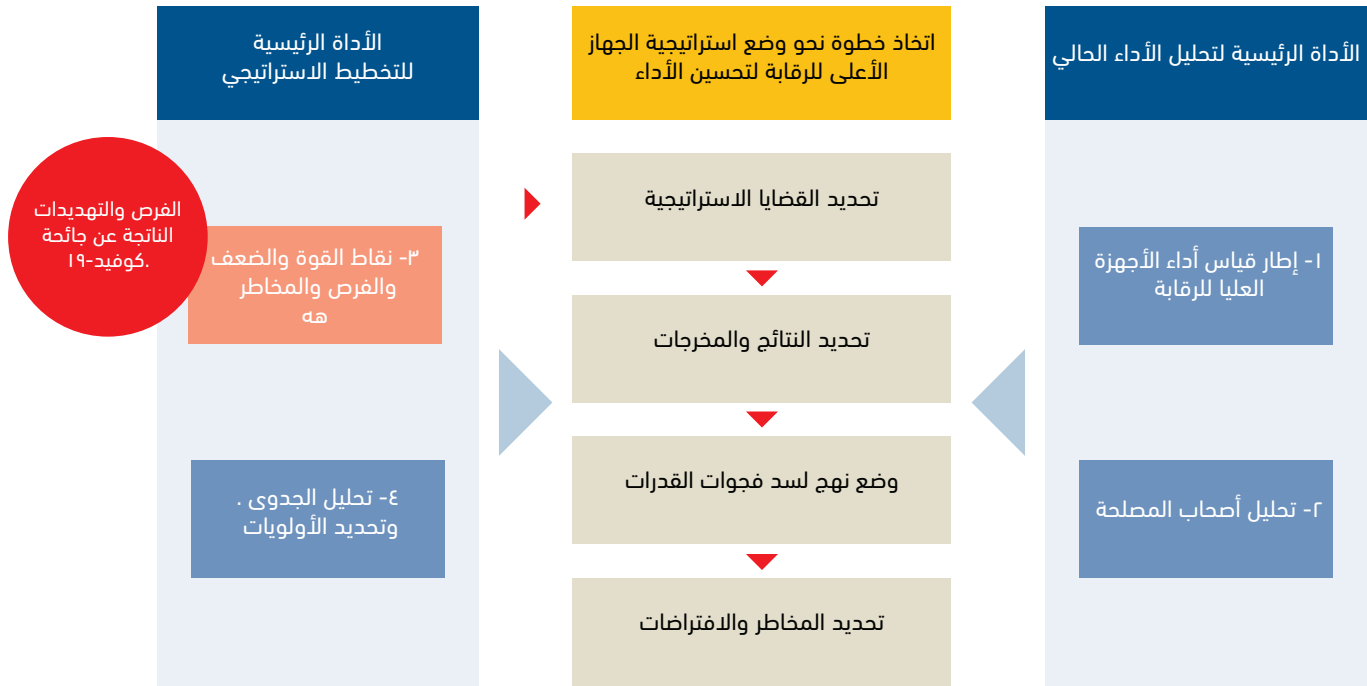 الأداة الرئيسية لتحليل الأداء الحالي
١- إطار قياس أداء الأجهزة
العليا للرقابة
٢- تحليل أصحاب المصلحة
اتخاذ خطوة نحو وضع استراتيجية الجهاز
الأعلى للرقابة لتحسين الأداء
تحديد القضايا الاستراتيجية
تحديد النتائج والمخرجات
وضع نهج لسد فجوات القدرات
تحديد المخاطر والافتراضات
الأداة الرئيسية
للتخطيط الاستراتيجي
٣- نقاط القوة والضعف
والفرص والمخاطر
هه
٤- تحليل الجدوى .
وتحديد الأولويات
الفرص والتهديدات
الناتجة عن جائحة
.كوفيد-١٩